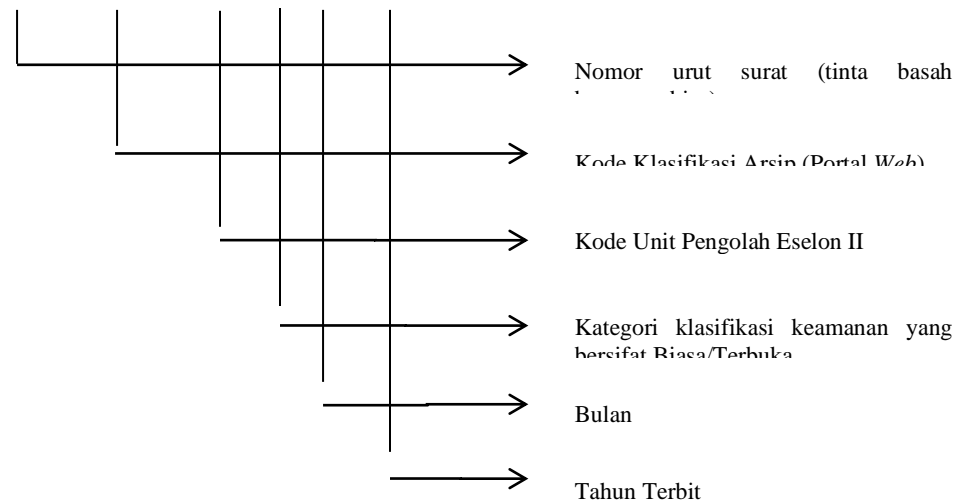 Nomor urut surat (tinta basah
Kode Klasifikasi Arsip (Portal Web)
Kode Unit Pengolah Eselon II
Kategori klasifikasi keamanan yang
bersifat Biasa/Terbuka
Bulan
Tahun Terbit